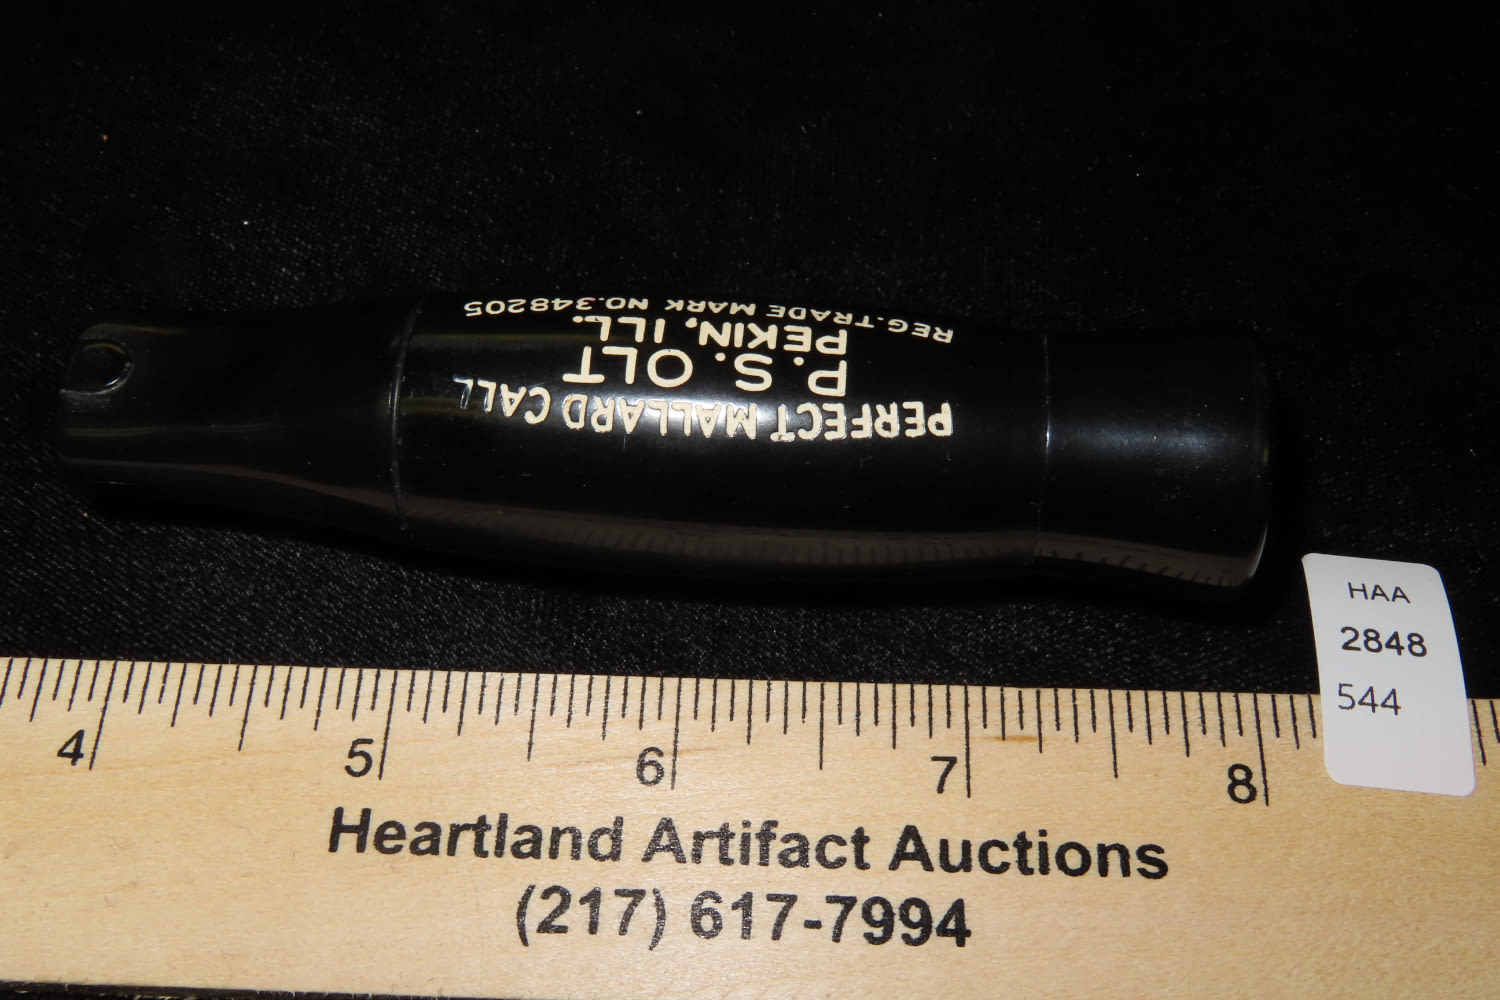 PERFECT MALLARD CALL
P. S. OLT
PEKIN, ILL.
REG. TRADE MARK NO. 348205
HAA
2848
544
4 5 6 7 8
Heartland Artifact Auctions
(217) 617-7994